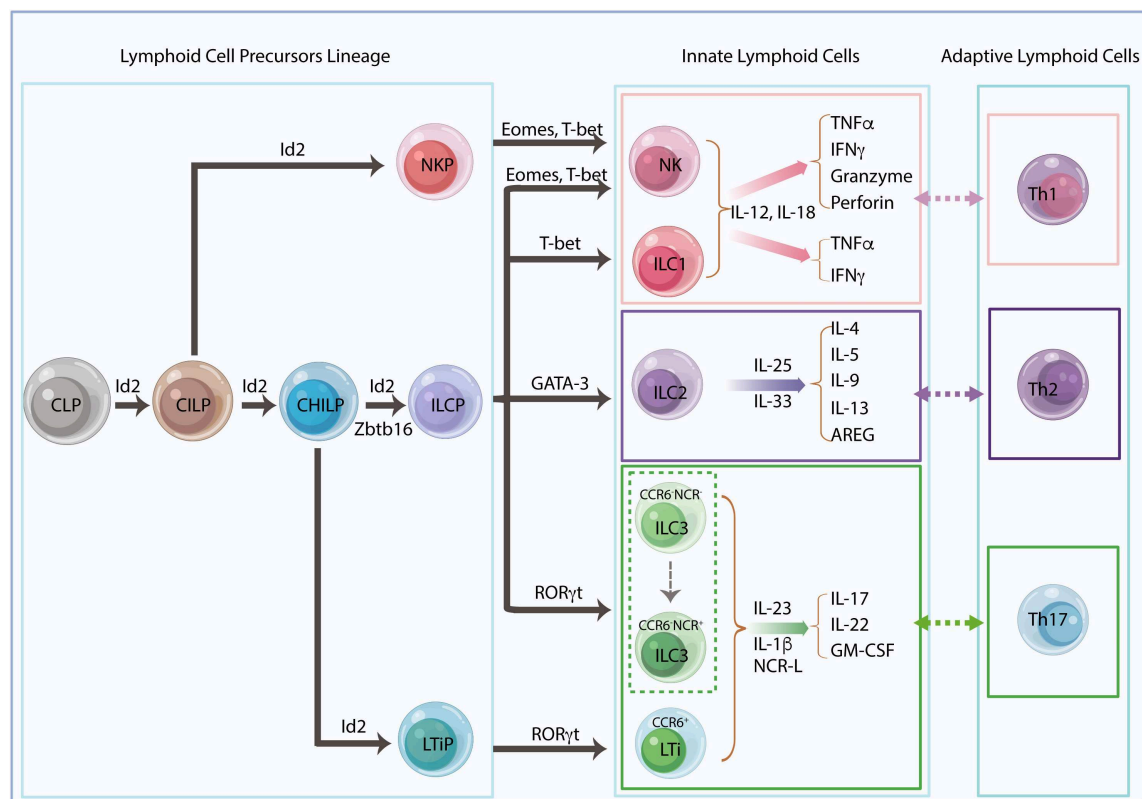 Lymphoid Cell Precursors Lineage
Innate Lymphoid Cells
Adaptive Lymphoid Cells
Id2
NKP
CLP
Id2
CILP
Id2
CHILP
Id2
Zbtb16
ILCP
Id2
LTiP
Eomes, T-bet
Eomes, T-bet
T-bet
GATA-3
RORγt
RORγt
NK
ILC1
IL-12, IL-18
TNFα
IFNγ
Granzyme
Perforin
TNFα
IFNγ
Th1
ILC2
IL-25
IL-33
IL-4
IL-5
IL-9
IL-13
AREG
Th2
CCR6⁻NCR⁻
ILC3
CCR6⁻NCR⁺
ILC3
CCR6⁺
LTi
IL-23
IL-1β
NCR-L
IL-17
IL-22
GM-CSF
Th17